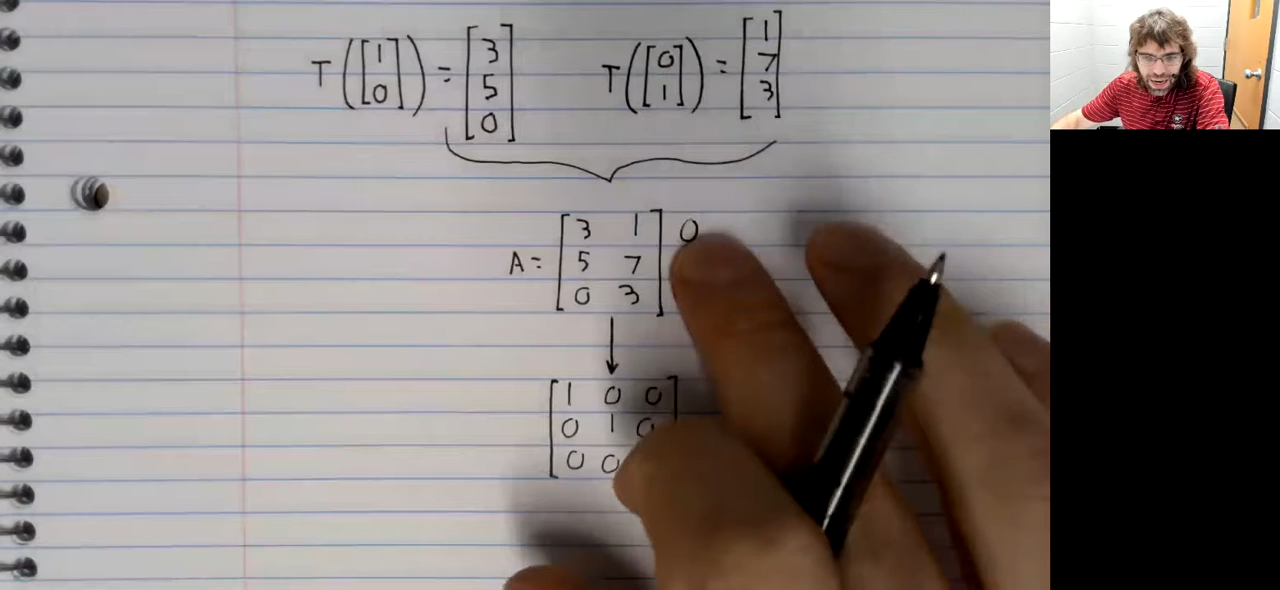 T([1 0]) = [3 5 0] T([0 1]) = [1 7 3]
A = [3 1] 0
[5 7]
[0 3]
↓
[1 0 0]
[0 1 0
[0 0